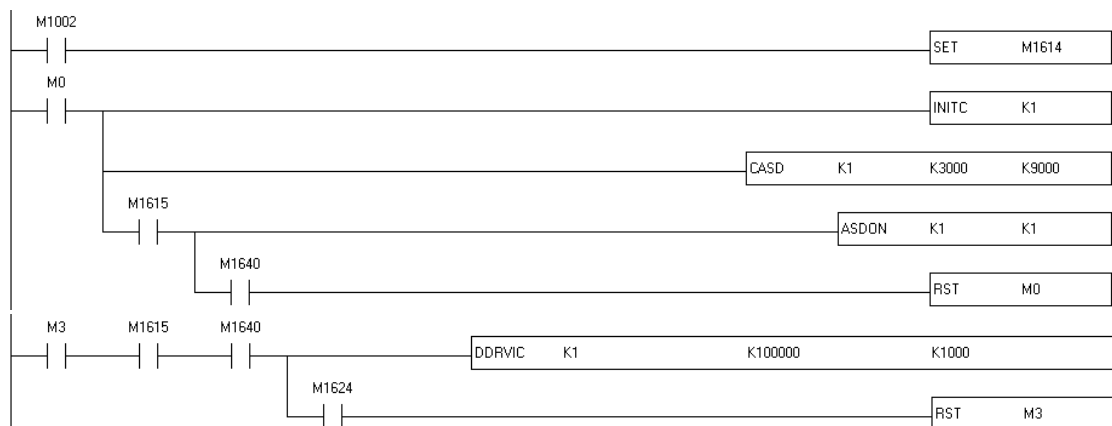 M1002
SET M1614
M0
INITC K1
CASD K1 K3000 K9000
M1615
ASDON K1 K1
M1640
RST M0
M3 M1615 M1640
DDRVIC K1 K100000 K1000
M1624
RST M3